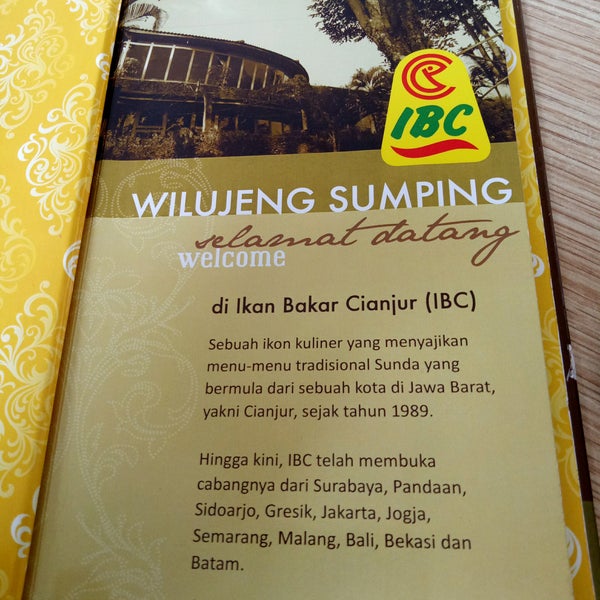 IBC
WILUJENG SUMPING
selamat datang
welcome
di Ikan Bakar Cianjur (IBC)
Sebuah ikon kuliner yang menyajikan
menu-menu tradisional Sunda yang
bermula dari sebuah kota di Jawa Barat,
yakni Cianjur, sejak tahun 1989.
Hingga kini, IBC telah membuka
cabangnya dari Surabaya, Pandaan,
Sidoarjo, Gresik, Jakarta, Jogja,
Semarang, Malang, Bali, Bekasi dan
Batam.